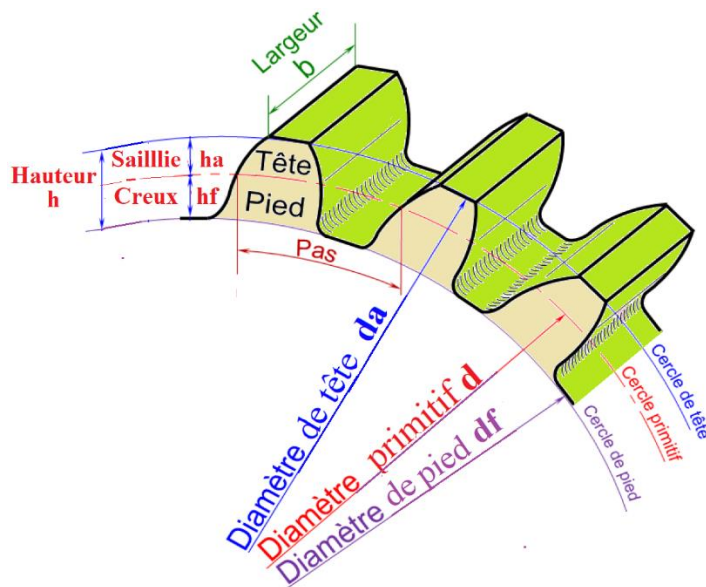 Largeur
b
Hauteur
h
Sailllie ha
Creux hf
Tête
Pied
Pas
Diamètre de tête da
Diamètre primitif d
Diamètre de pied df
Cercle de tête
Cercle primitif
Cercle de pied